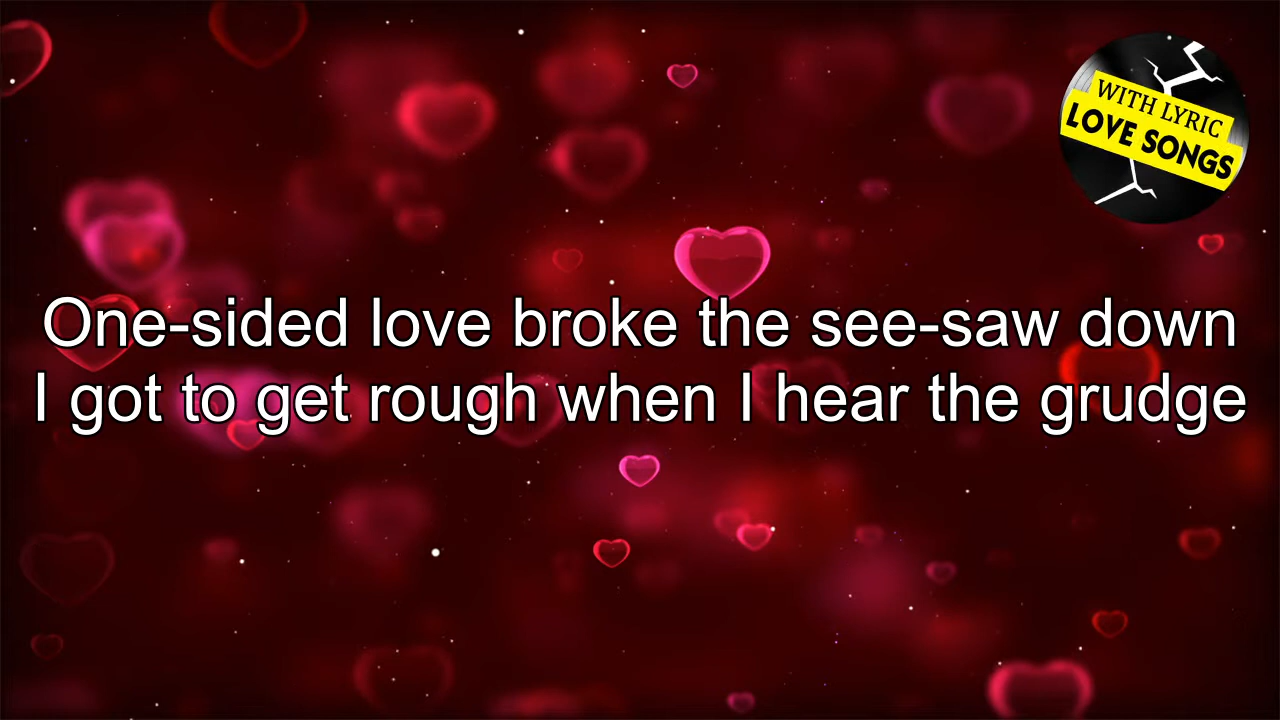 WITH LYRIC
LOVE SONGS
One-sided love broke the see-saw down
I got to get rough when I hear the grudge